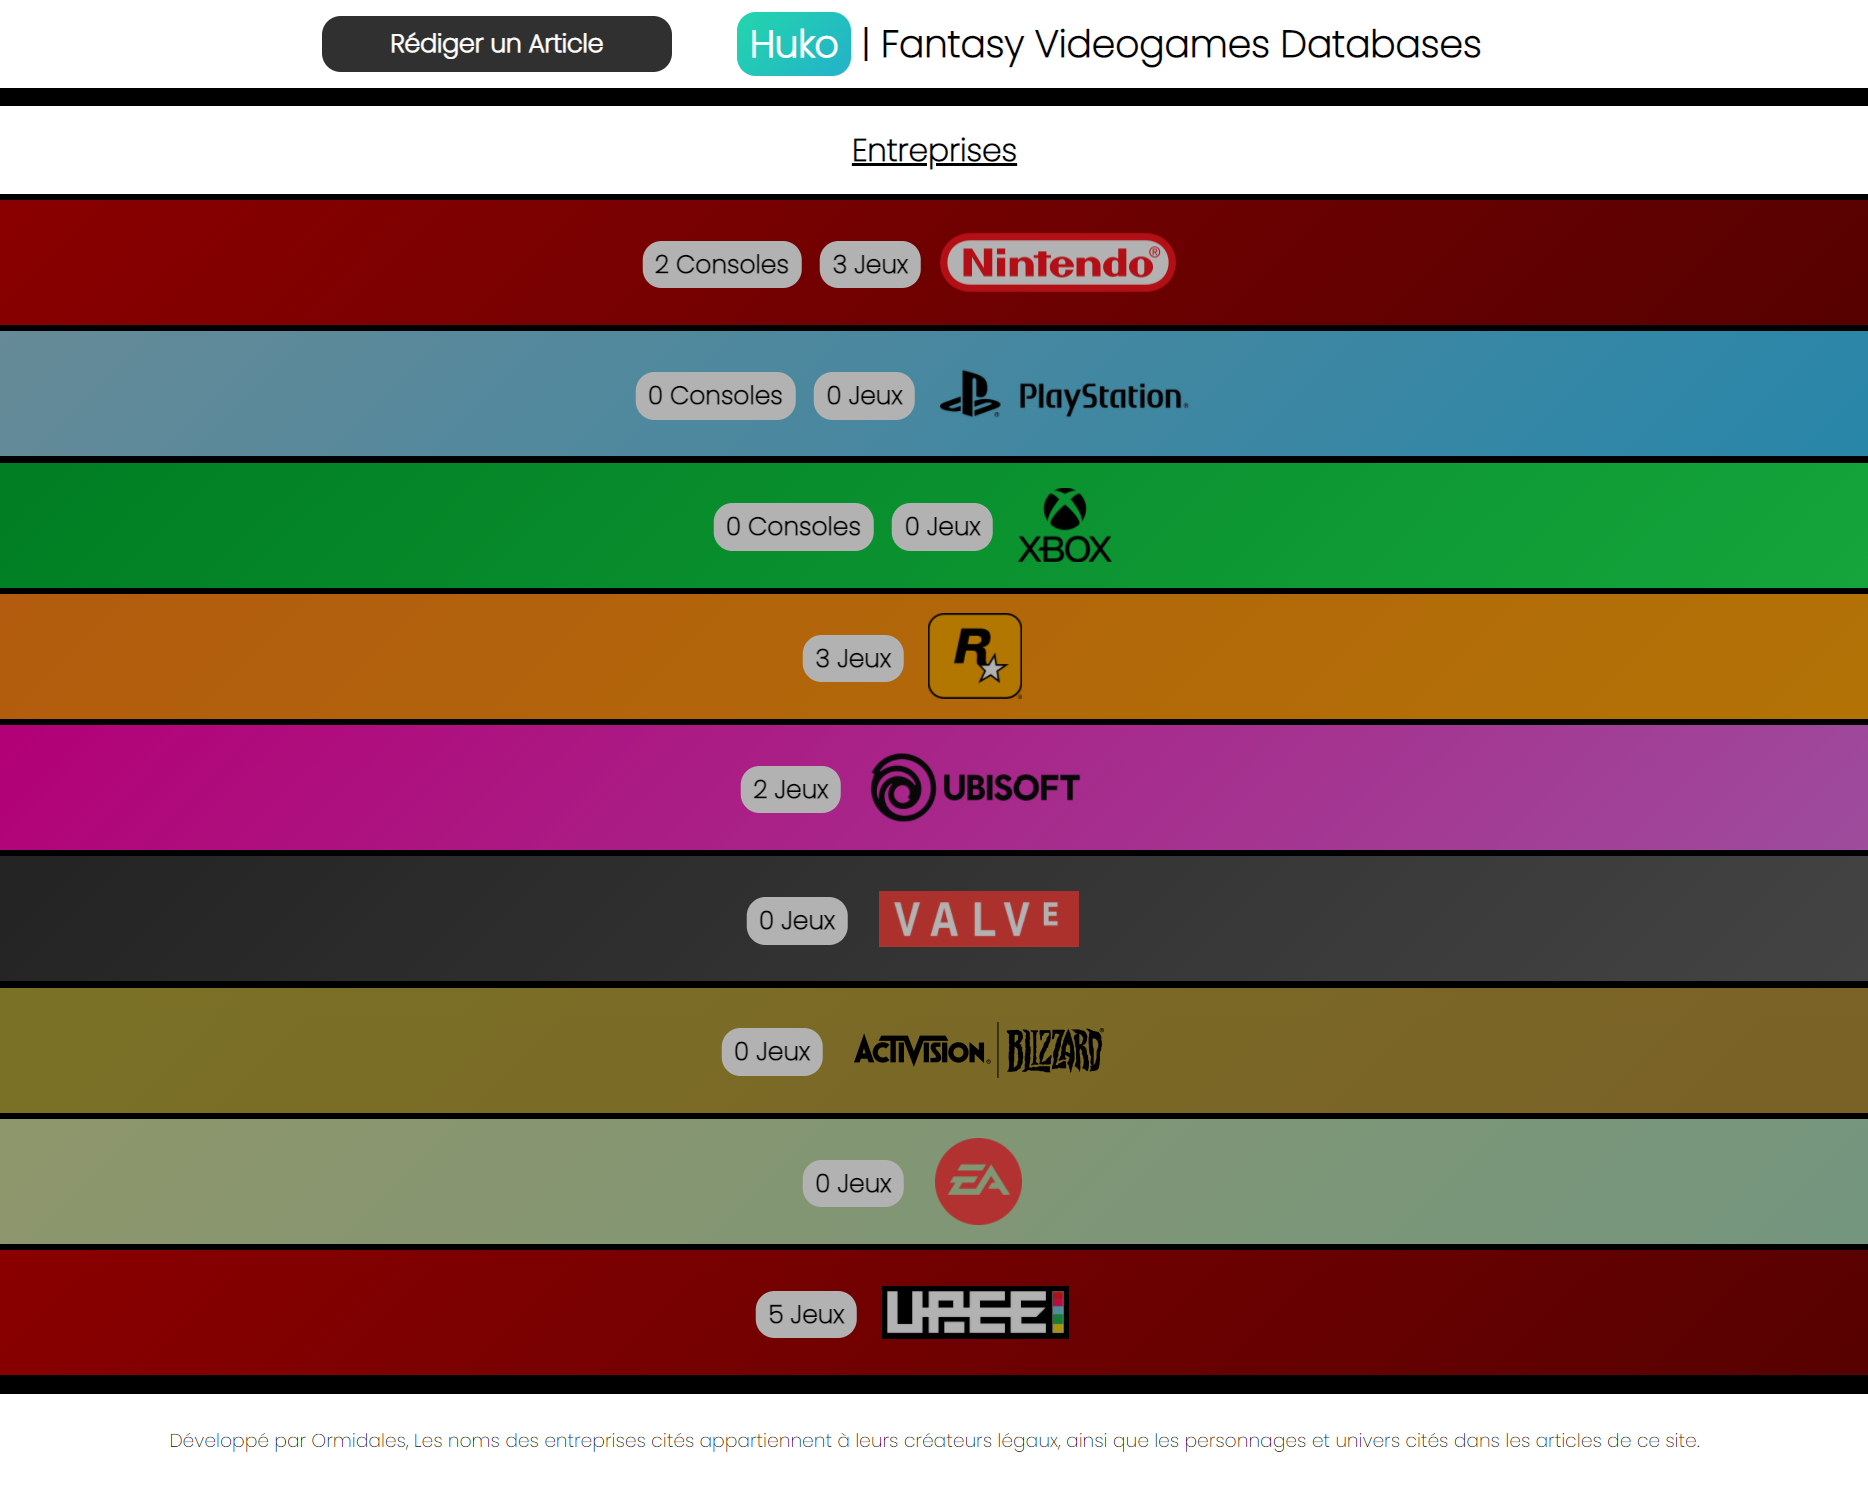 Rédiger un Article
Huko | Fantasy Videogames Databases
Entreprises
2 Consoles 3 Jeux Nintendo®
0 Consoles 0 Jeux PlayStation®
0 Consoles 0 Jeux XBOX
3 Jeux R
2 Jeux UBISOFT
0 Jeux VALVE
0 Jeux ACTIVISION® BLIZZARD®
0 Jeux EA
5 Jeux
Développé par Ormidales, Les noms des entreprises cités appartiennent à leurs créateurs légaux, ainsi que les personnages et univers cités dans les articles de ce site.